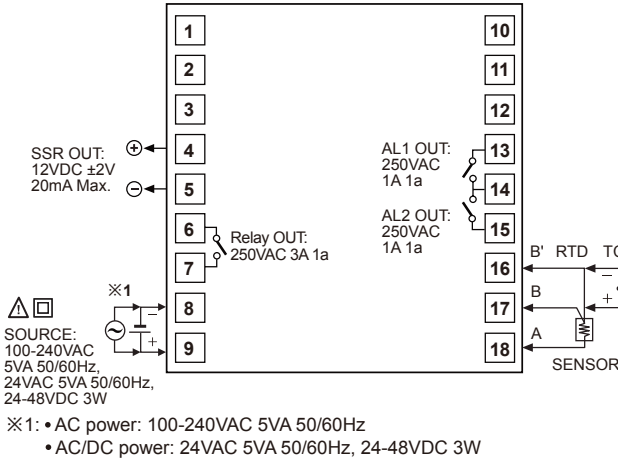 1
2
3
4
5
6
7
8
9
10
11
12
13
14
15
16
17
18
SSR OUT:
12VDC ±2V
20mA Max.
Relay OUT:
250VAC 3A 1a
※1
SOURCE:
100-240VAC
5VA 50/60Hz,
24VAC 5VA 50/60Hz,
24-48VDC 3W
AL1 OUT:
250VAC
1A 1a
AL2 OUT:
250VAC
1A 1a
B' RTD
B
A
SENSOR
※1: • AC power: 100-240VAC 5VA 50/60Hz
• AC/DC power: 24VAC 5VA 50/60Hz, 24-48VDC 3W